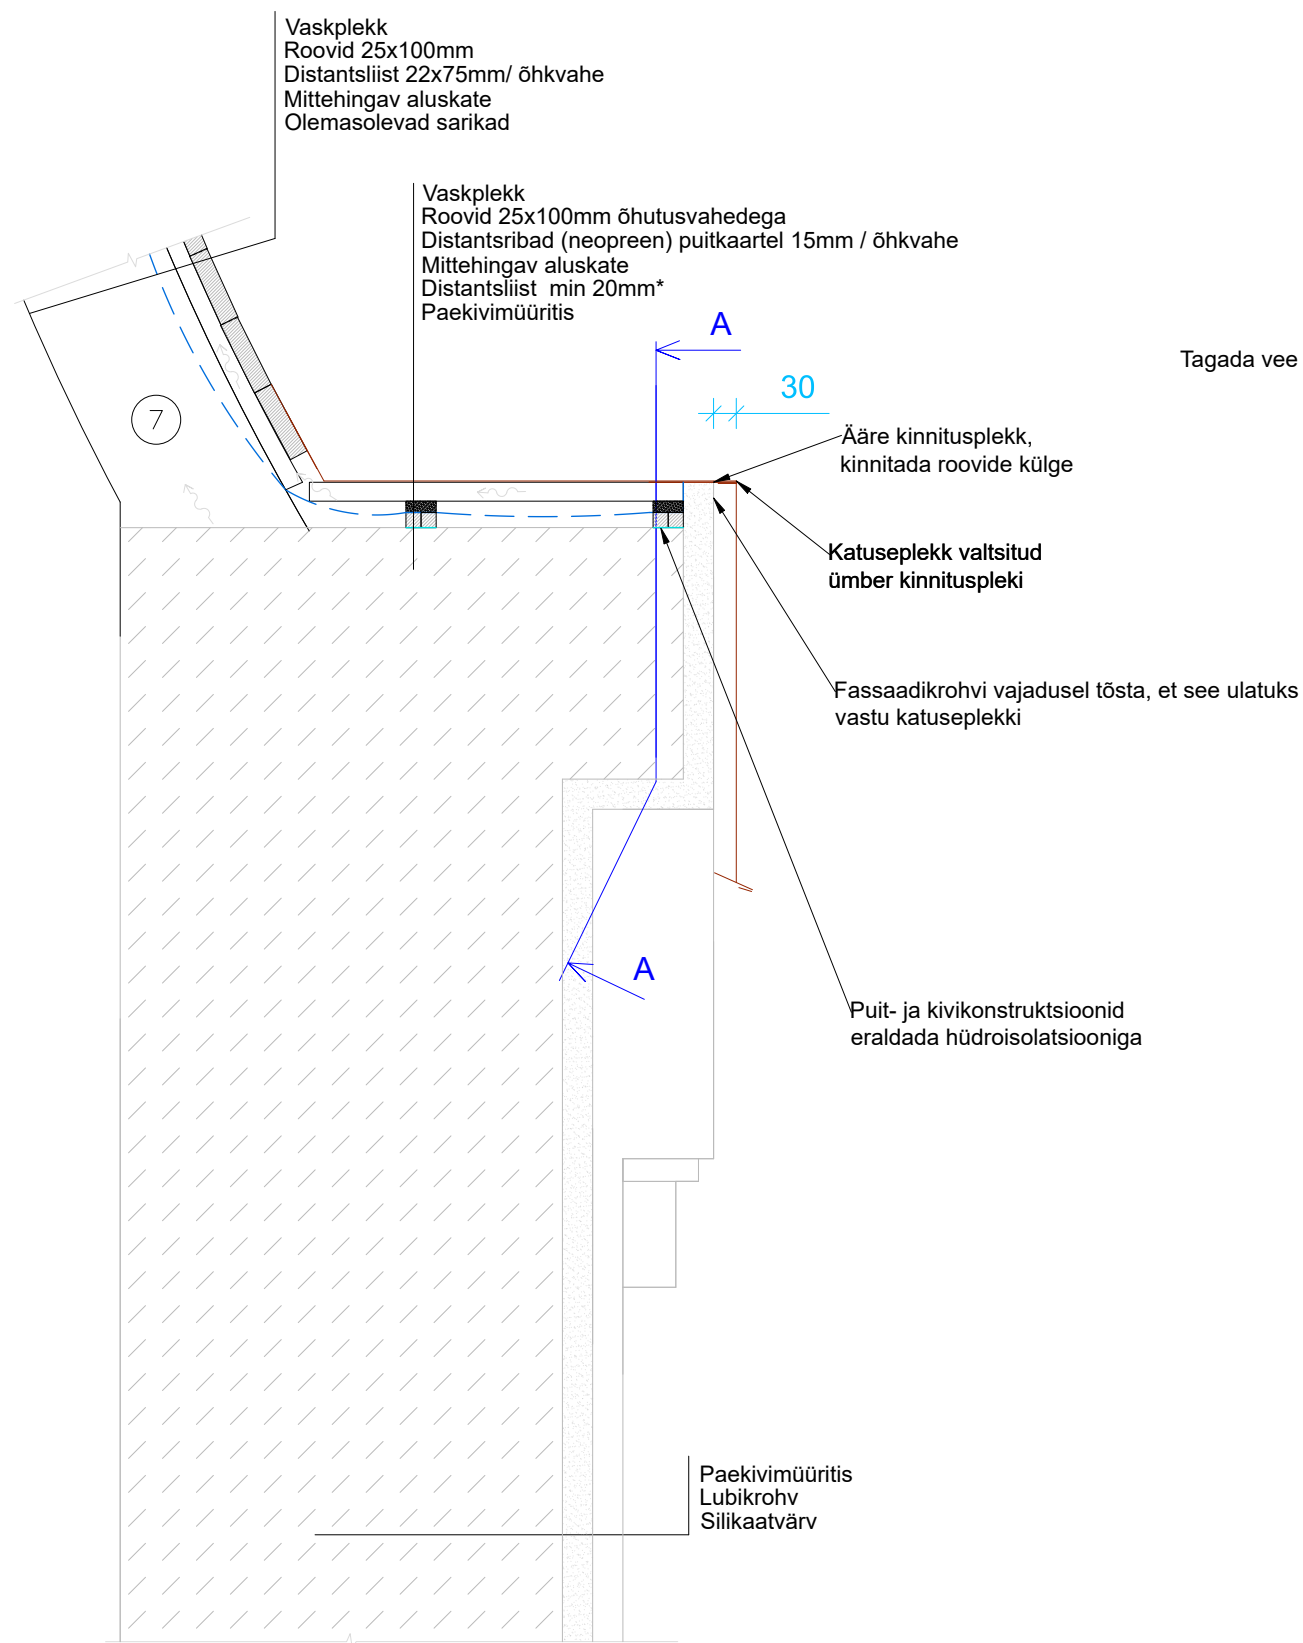 Vaskplekk
Roovid 25x100mm
Distantsliist 22x75mm/ õhkvahe
Mittehingav aluskate
Olemasolevad sarikad
Vaskplekk
Roovid 25x100mm õhutusvahedega
Distantsribad (neopreen) puitkaartel 15mm / õhkvahe
Mittehingav aluskate
Distantsliist min 20mm*
Paekivimüüritis
A
Tagada vee
30
7
Ääre kinnitusplekk,
kinnitada roovide külge
Katuseplekk valtsitud
ümber kinnituspleki
Fassaadikrohvi vajadusel tõsta, et see ulatuks
vastu katuseplekki
A
Puit- ja kivikonstruktsioonid
eraldada hüdroisolatsiooniga
Paekivimüüritis
Lubikrohv
Silikaatvärv